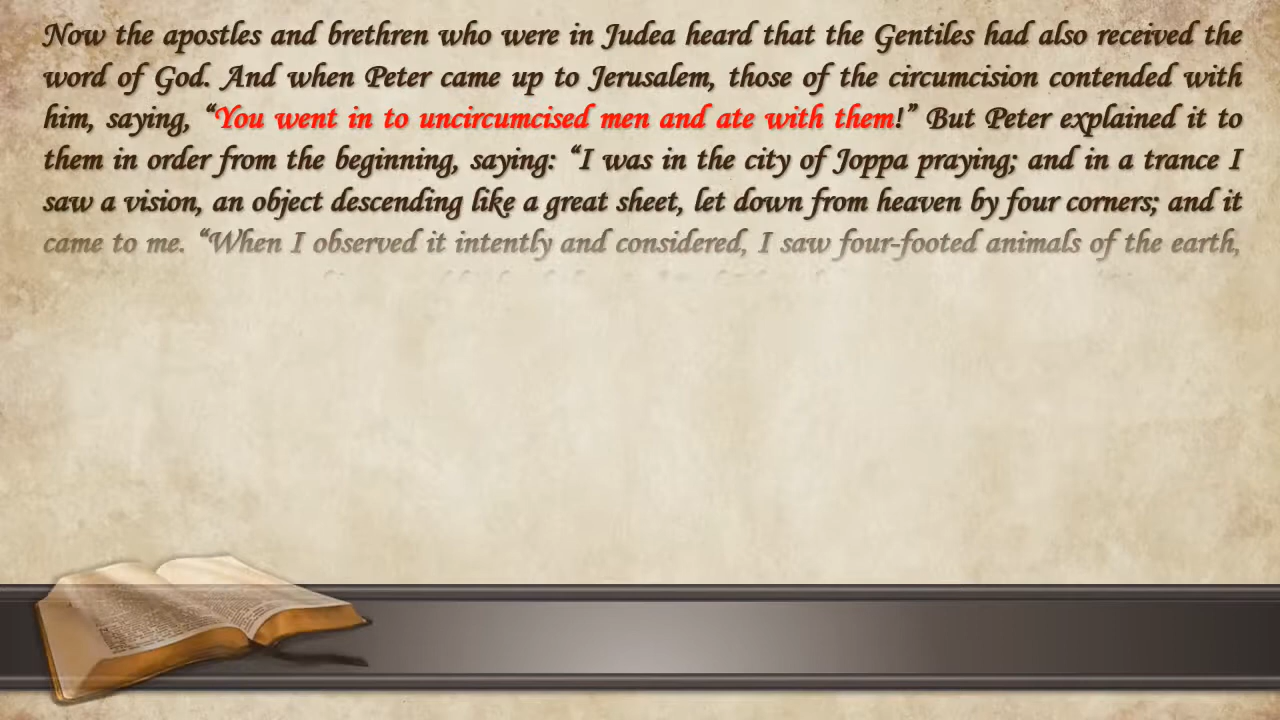 Now the apostles and brethren who were in Judea heard that the Gentiles had also received the
word of God. And when Peter came up to Jerusalem, those of the circumcision contended with
him, saying, “You went in to uncircumcised men and ate with them!” But Peter explained it to
them in order from the beginning, saying: “I was in the city of Joppa praying; and in a trance I
saw a vision, an object descending like a great sheet, let down from heaven by four corners; and it
came to me. “When I observed it intently and considered, I saw four-footed animals of the earth,